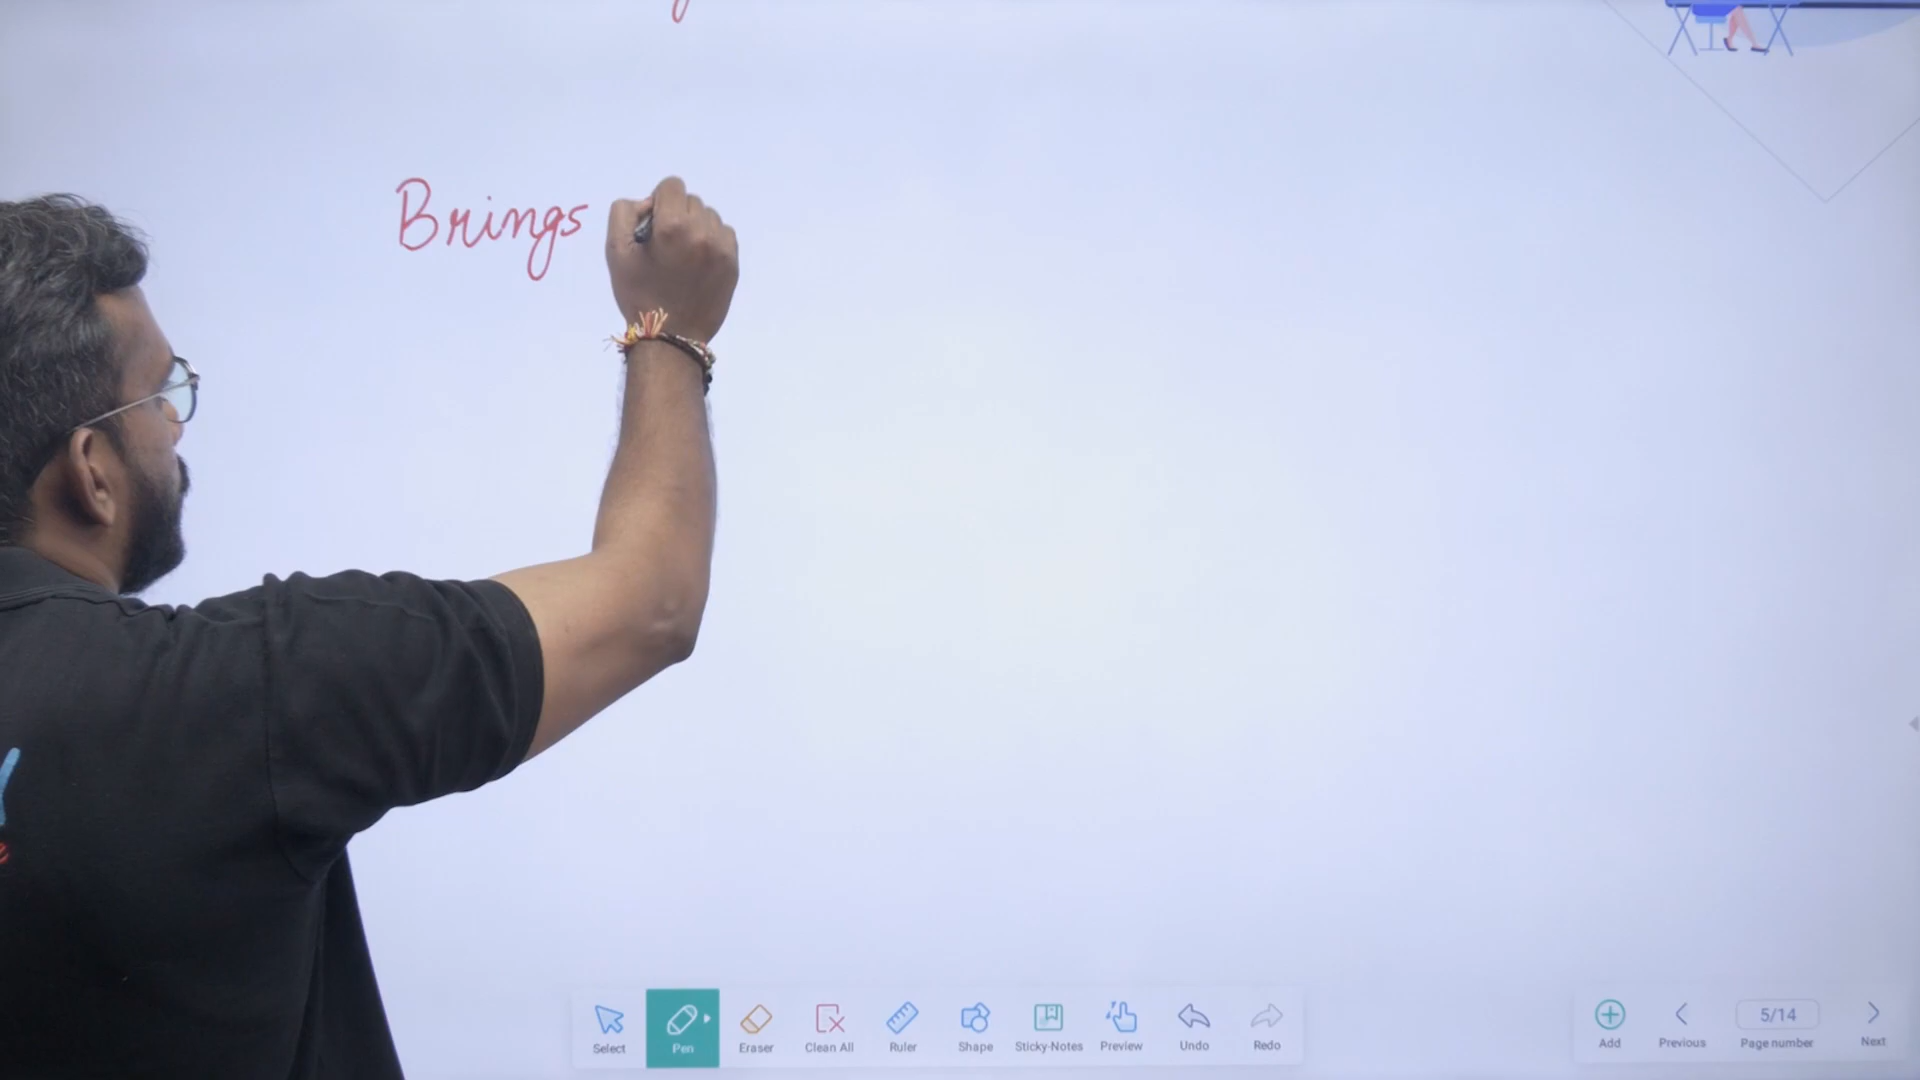 Brings
Select Pen Eraser Clean All Ruler Shape Sticky-Notes Preview Undo Redo
Add Previous 5/14 Page number Next